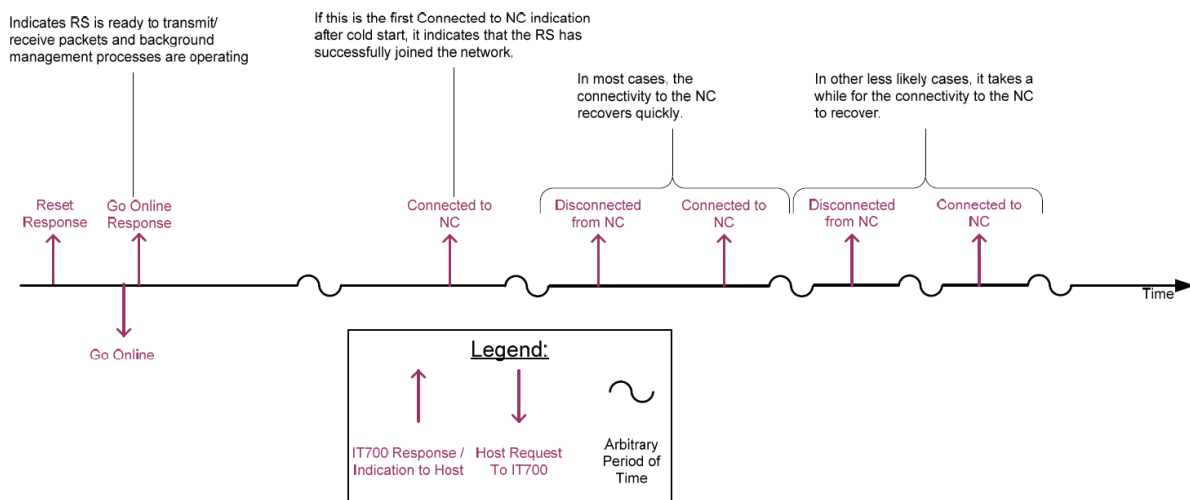 Indicates RS is ready to transmit/
receive packets and background
management processes are operating
If this is the first Connected to NC indication
after cold start, it indicates that the RS has
successfully joined the network.
In most cases, the
connectivity to the NC
recovers quickly.
In other less likely cases, it takes a
while for the connectivity to the NC
to recover.
Reset
Response
Go Online
Response
Connected to
NC
Disconnected
from NC
Connected to
NC
Disconnected
from NC
Connected to
NC
Time
Go Online
Legend:
IT700 Response /
Indication to Host
Host Request
To IT700
Arbitrary
Period of
Time